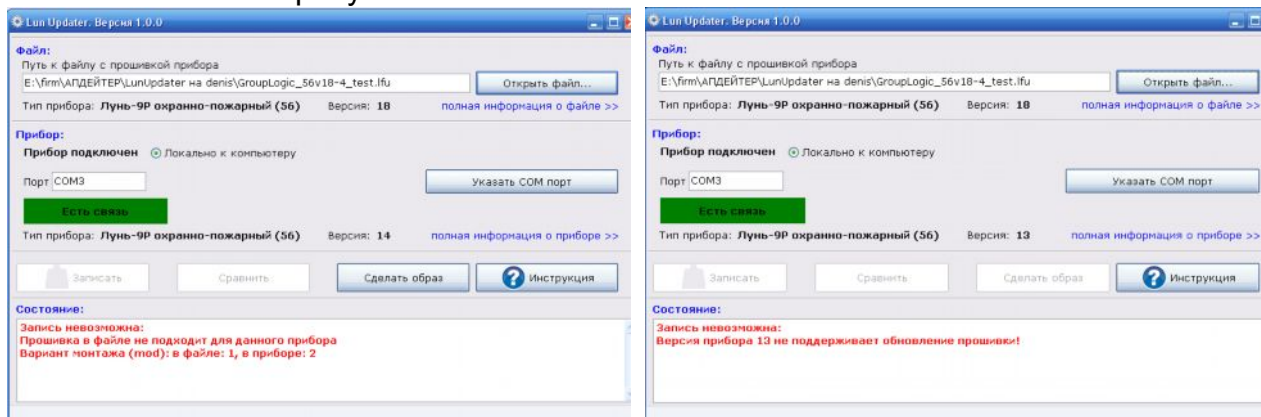 Lun Updater. Версия 1.0.0
Файл:
Путь к файлу с прошивкой прибора
E:\firm\АПДЕЙТЕР\LunUpdater на denis\GroupLogic_56v18-4_test.lfu
Открыть файл...
Тип прибора: Лунь-9Р охранно-пожарный (56) Версия: 18 полная информация о файле >>
Прибор:
Прибор подключен Локально к компьютеру
Порт COM3 Указать COM порт
Есть связь
Тип прибора: Лунь-9Р охранно-пожарный (56) Версия: 14 полная информация о приборе >>
Записать Сравнить Сделать образ Инструкция
Состояние:
Запись невозможна:
Прошивка в файле не подходит для данного прибора
Вариант монтажа (mod): в файле: 1, в приборе: 2
Lun Updater. Версия 1.0.0
Файл:
Путь к файлу с прошивкой прибора
E:\firm\АПДЕЙТЕР\LunUpdater на denis\GroupLogic_56v18-4_test.lfu
Открыть файл...
Тип прибора: Лунь-9Р охранно-пожарный (56) Версия: 18 полная информация о файле >>
Прибор:
Прибор подключен Локально к компьютеру
Порт COM3 Указать COM порт
Есть связь
Тип прибора: Лунь-9Р охранно-пожарный (56) Версия: 13 полная информация о приборе >>
Записать Сравнить Сделать образ Инструкция
Состояние:
Запись невозможна:
Версия прибора 13 не поддерживает обновление прошивки!